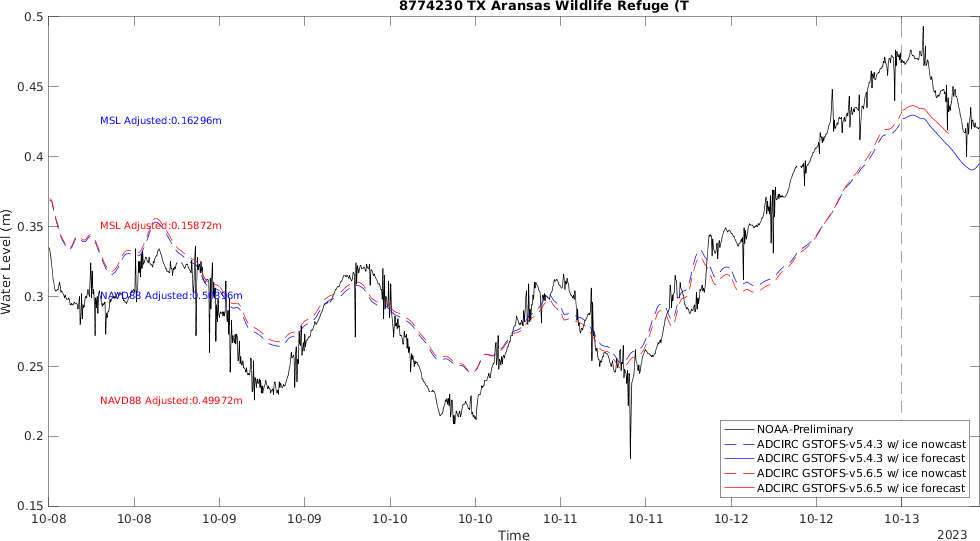 8774230 TX Aransas Wildlife Refuge (T
0.5
0.45
MSL Adjusted:0.16296m
0.4
0.35
MSL Adjusted:0.15872m
Water Level (m)
0.3
NAVD88 Adjusted:0.50396m
0.25
NAVD88 Adjusted:0.49972m
0.2
0.15
NOAA-Preliminary
ADCIRC GSTOFS-v5.4.3 w/ ice nowcast
ADCIRC GSTOFS-v5.4.3 w/ ice forecast
ADCIRC GSTOFS-v5.6.5 w/ ice nowcast
ADCIRC GSTOFS-v5.6.5 w/ ice forecast
10-08 10-08 10-09 10-09 10-10 10-10 10-11 10-11 10-12 10-12 10-13
Time
2023